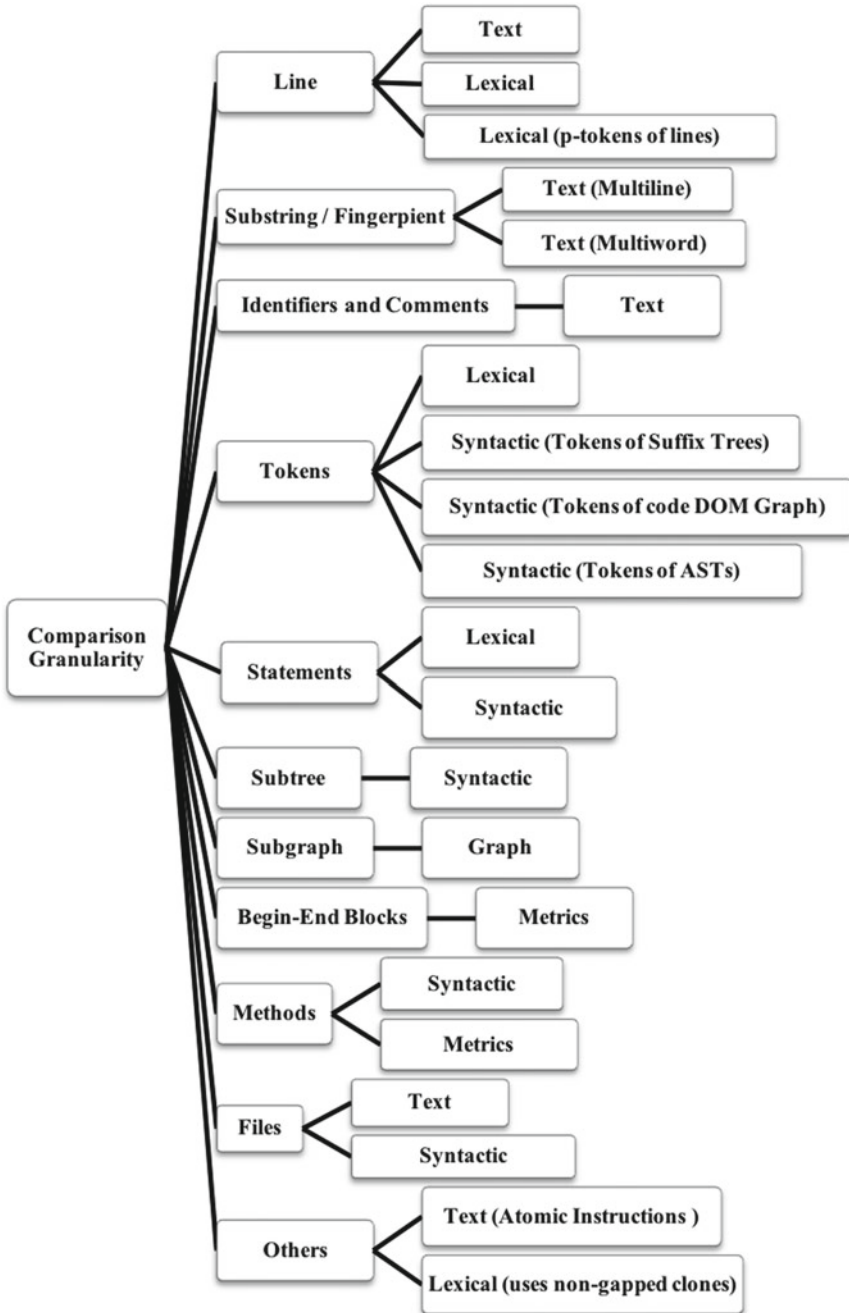 Text
Line
Lexical
Lexical (p-tokens of lines)
Substring / Fingerpient
Text (Multiline)
Text (Multiword)
Identifiers and Comments
Text
Lexical
Syntactic (Tokens of Suffix Trees)
Tokens
Syntactic (Tokens of code DOM Graph)
Syntactic (Tokens of ASTs)
Comparison
Granularity
Lexical
Statements
Syntactic
Subtree
Syntactic
Subgraph
Graph
Begin-End Blocks
Metrics
Syntactic
Methods
Metrics
Text
Files
Syntactic
Text (Atomic Instructions )
Others
Lexical (uses non-gapped clones)